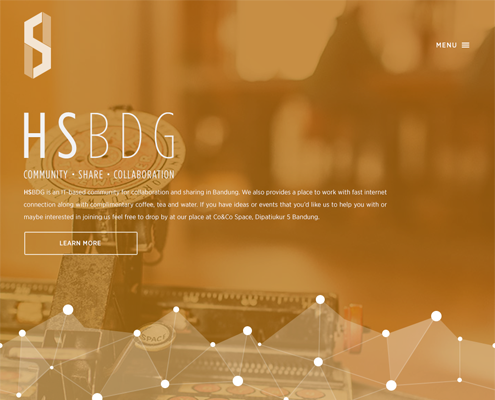 MENU
HSBDG
COMMUNITY • SHARE • COLLABORATION
HSBDG is an IT-based community for collaboration and sharing in Bandung. We also provides a place to work with fast internet
connection along with complimentary coffee, tea and water. If you have ideas or events that you'd like us to help you with or
maybe interested in joining us feel free to drop by at our place at Co&Co Space, Dipatiukur 5 Bandung.
LEARN MORE
SPACE